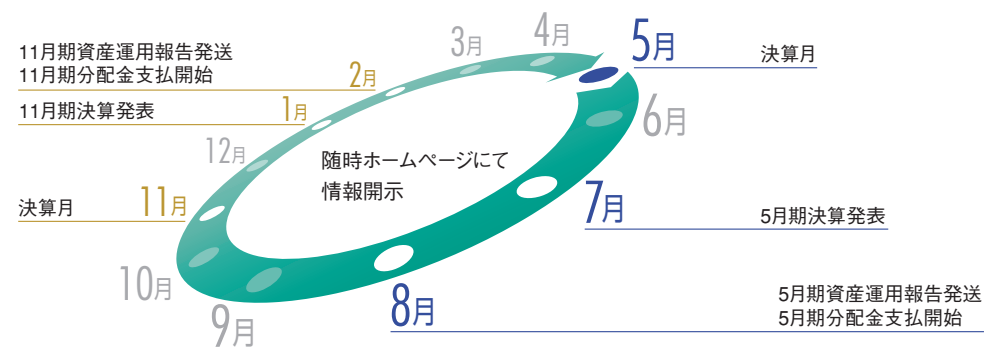 4月
3月
5月
決算月
11月期資産運用報告発送
11月期分配金支払開始
2月
11月期決算発表
1月
6月
12月
随時ホームページにて
情報開示
決算月
11月
7月
5月期決算発表
10月
9月
8月
5月期資産運用報告発送
5月期分配金支払開始